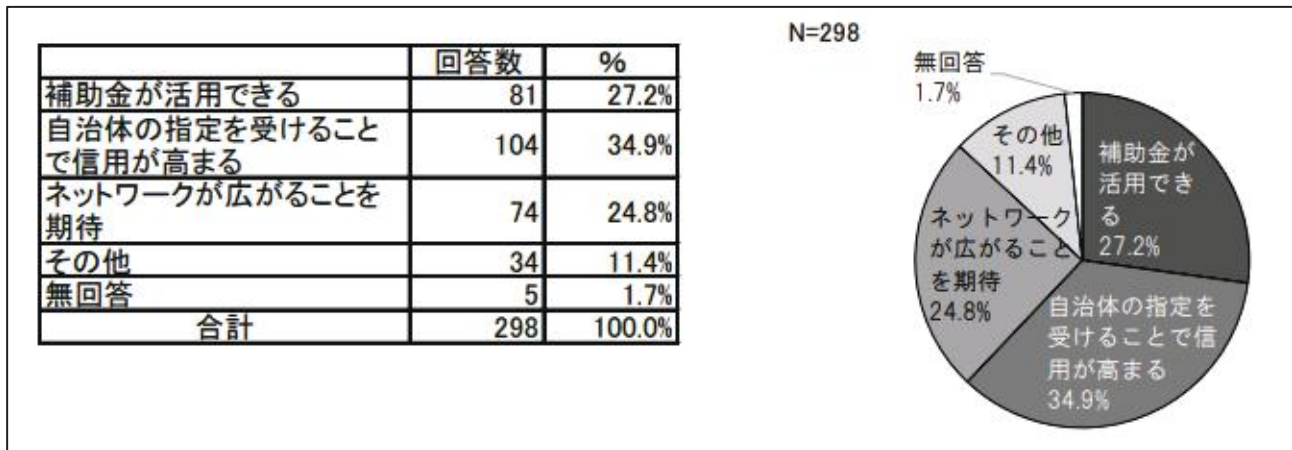 回答数 %
補助金が活用できる 81 27.2%
自治体の指定を受けること
で信用が高まる 104 34.9%
ネットワークが広がることを
期待 74 24.8%
その他 34 11.4%
無回答 5 1.7%
合計 298 100.0%
N=298
無回答
1.7%
その他
11.4%
補助金が
活用でき
る
27.2%
ネットワーク
が広がること
を期待
24.8%
自治体の指定を
受けることで信
用が高まる
34.9%